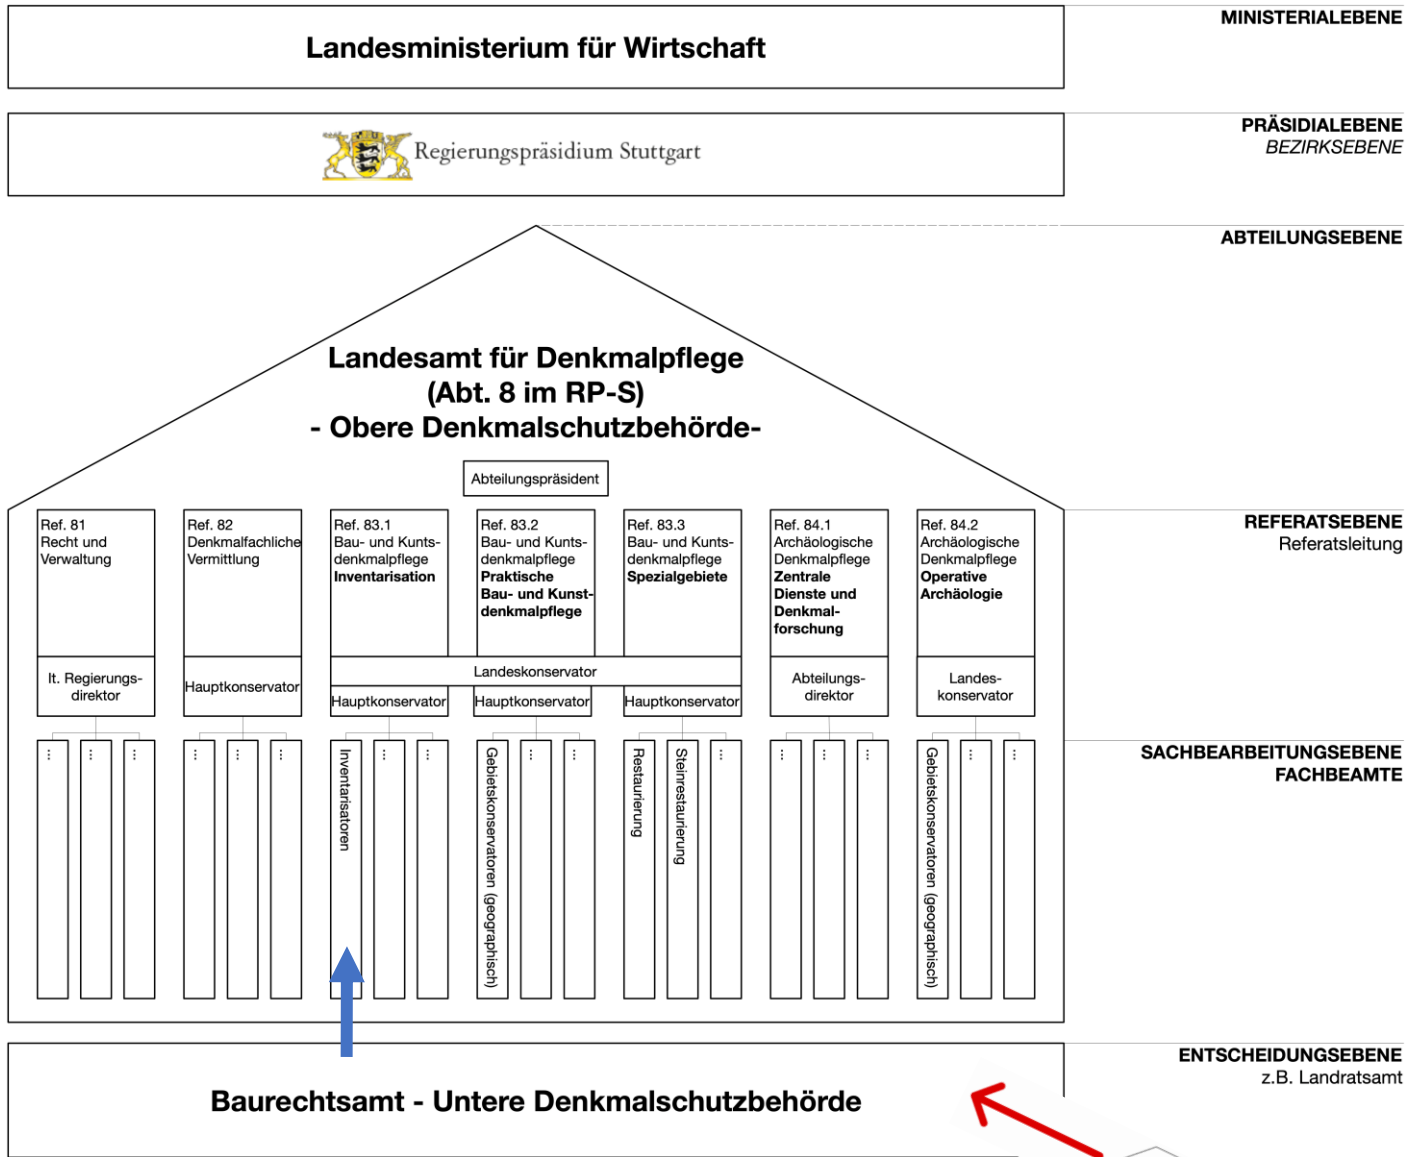 MINISTERIALEBENE
Landesministerium für Wirtschaft
PRÄSIDIALEBENE
BEZIRKSEBENE
Regierungspräsidium Stuttgart
ABTEILUNGSEBENE
Landesamt für Denkmalpflege
(Abt. 8 im RP-S)
- Obere Denkmalschutzbehörde-
Abteilungspräsident
REFERATSEBENE
Referatsleitung
Ref. 81
Recht und
Verwaltung
lt. Regierungs-
direktor
Ref. 82
Denkmalfachliche
Vermittlung
Hauptkonservator
Ref. 83.1
Bau- und Kunts-
denkmalpflege
Inventarisation
Ref. 83.2
Bau- und Kunts-
denkmalpflege
Praktische
Bau- und Kunst-
denkmalpflege
Ref. 83.3
Bau- und Kunts-
denkmalpflege
Spezialgebiete
Landeskonservator
Hauptkonservator
Hauptkonservator
Hauptkonservator
Ref. 84.1
Archäologische
Denkmalpflege
Zentrale
Dienste und
Denkmal-
forschung
Abteilungs-
direktor
Ref. 84.2
Archäologische
Denkmalpflege
Operative
Archäologie
Landes-
konservator
SACHBEARBEITUNGSEBENE
FACHBEAMTE
...
...
...
...
...
...
Inventarisatoren
...
...
Gebietskonservatoren (geographisch)
...
...
Restaurierung
Steinrestaurierung
...
...
...
...
Gebietskonservatoren (geographisch)
...
...
ENTSCHEIDUNGSEBENE
z.B. Landratsamt
Baurechtsamt - Untere Denkmalschutzbehörde